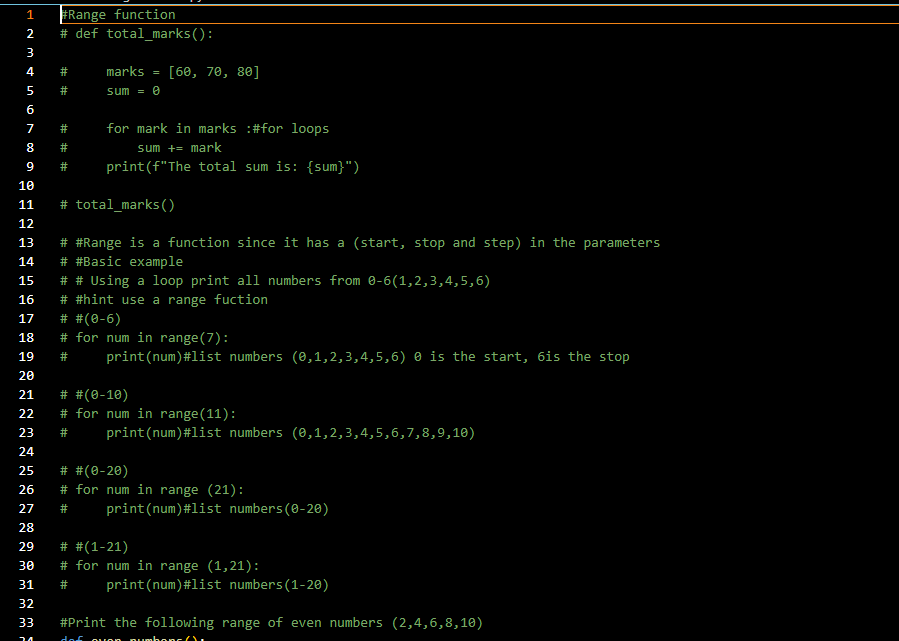 1 #Range function
2 # def total_marks():
3
4 #     marks = [60, 70, 80]
5 #     sum = 0
6
7 #     for mark in marks :#for loops
8 #         sum += mark
9 #     print(f"The total sum is: {sum}")
10
11 # total_marks()
12
13 # #Range is a function since it has a (start, stop and step) in the parameters
14 # #Basic example
15 # # Using a loop print all numbers from 0-6(1,2,3,4,5,6)
16 # #hint use a range fuction
17 # #(0-6)
18 # for num in range(7):
19 #     print(num)#list numbers (0,1,2,3,4,5,6) 0 is the start, 6is the stop
20
21 # #(0-10)
22 # for num in range(11):
23 #     print(num)#list numbers (0,1,2,3,4,5,6,7,8,9,10)
24
25 # #(0-20)
26 # for num in range (21):
27 #     print(num)#list numbers(0-20)
28
29 # #(1-21)
30 # for num in range (1,21):
31 #     print(num)#list numbers(1-20)
32
33 #Print the following range of even numbers (2,4,6,8,10)
34 def even_numbers():